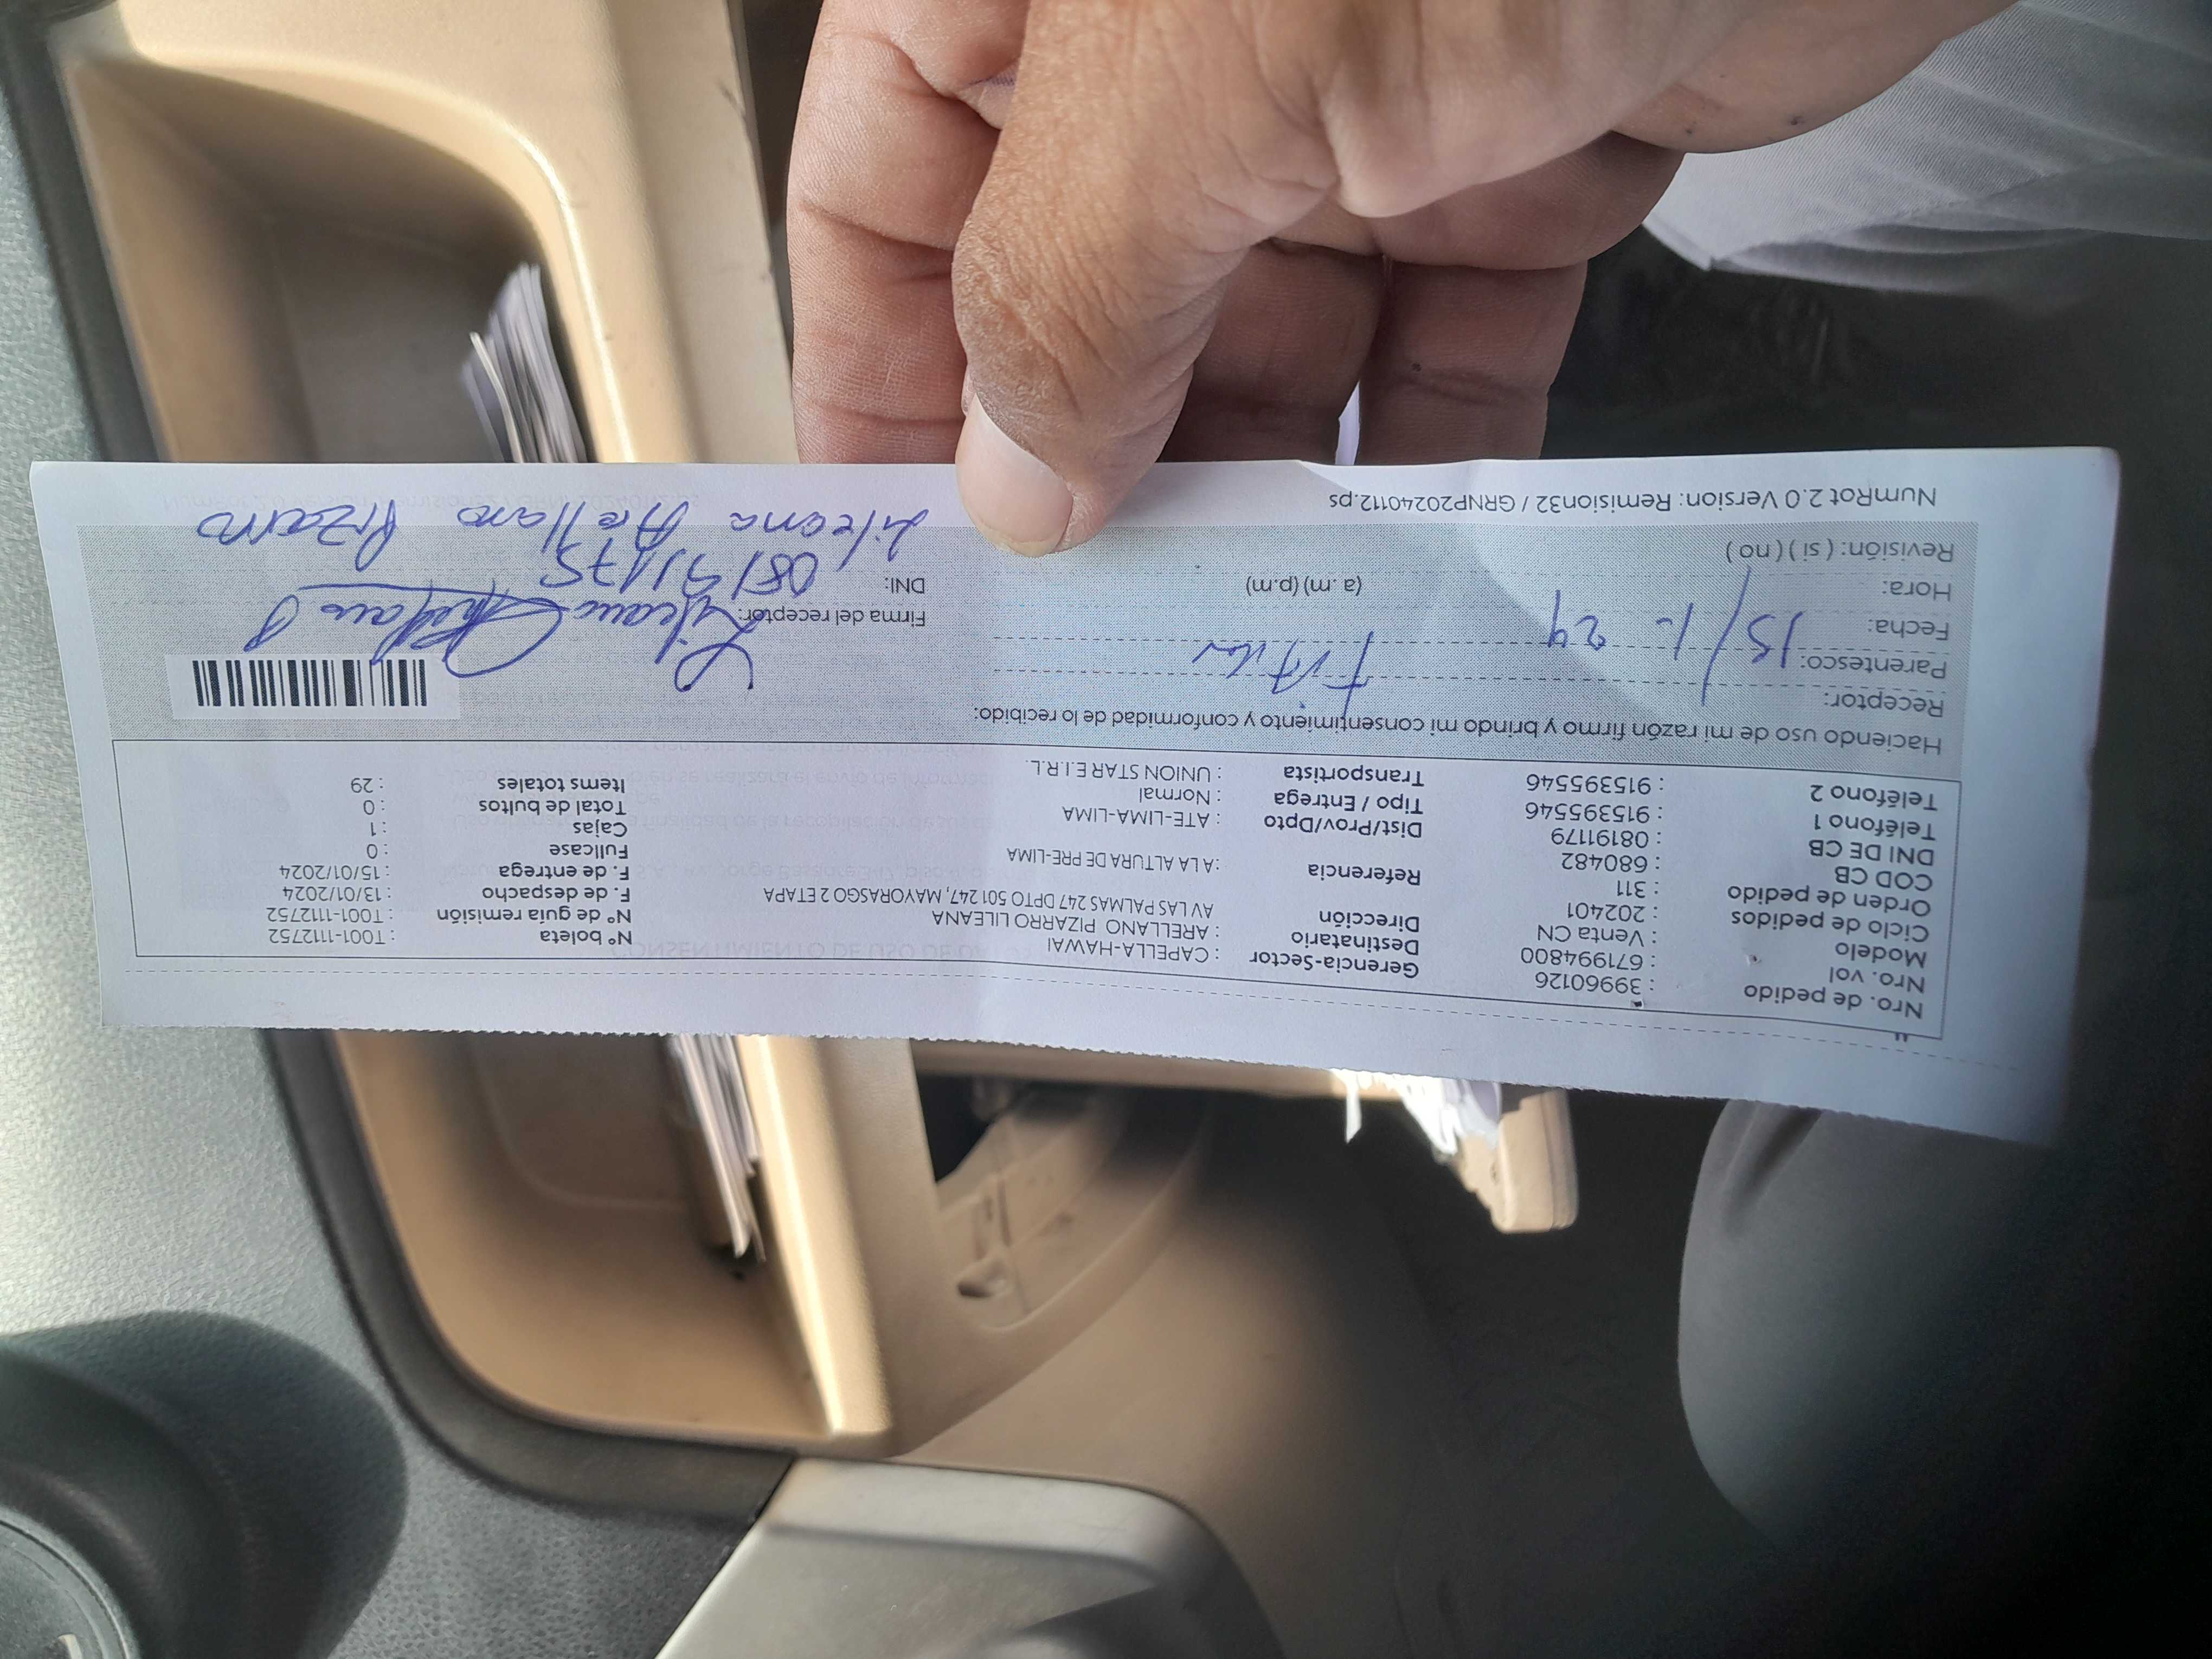 Nro. de pedido : 39960126 Gerencia-Sector : CAPELLA-HAWAI Nº boleta : T001-1112752
Nro. vol : 671994800 Destinatario : ARELLANO PIZARRO LILEANA Nº de guía remisión : T001-1112752
Modelo : Venta CN Dirección AV LAS PALMAS 247 DPTO 501 247, MAYORASGO 2 ETAPA F. de despacho : 13/01/2024
Ciclo de pedidos : 202401 F. de entrega : 15/01/2024
Orden de pedido : 311 Referencia : A LA ALTURA DE PRE-LIMA Fullcase : 0
COD CB : 680482 Cajas : 1
DNI DE CB : 08191179 Dist/Prov/Dpto : ATE-LIMA-LIMA Total de bultos : 0
Teléfono 1 : 915395546 Tipo / Entrega : Normal Items totales : 29
Teléfono 2 : 915395546 Transportista : UNION STAR E.I.R.L.
Haciendo uso de mi razón firmo y brindo mi consentimiento y conformidad de lo recibido:
Receptor:
Parentesco:
Fecha: 15/1-24 Firma del receptor:
Hora: (a.m) (p.m) DNI:
Revisión: ( si ) ( no ) Lileana Arellano Pizarro
NumRot 2.0 Version: Remision32 / GRNP20240112.ps